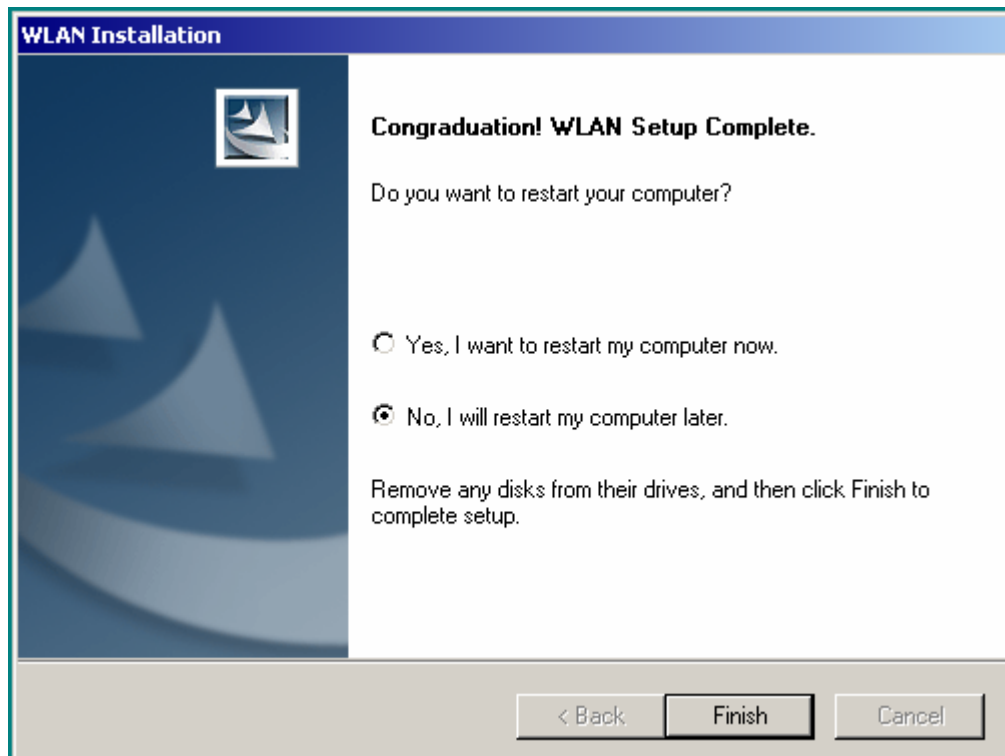 WLAN Installation
Congraduation! WLAN Setup Complete.
Do you want to restart your computer?
Yes, I want to restart my computer now.
No, I will restart my computer later.
Remove any disks from their drives, and then click Finish to
complete setup.
< Back Finish Cancel